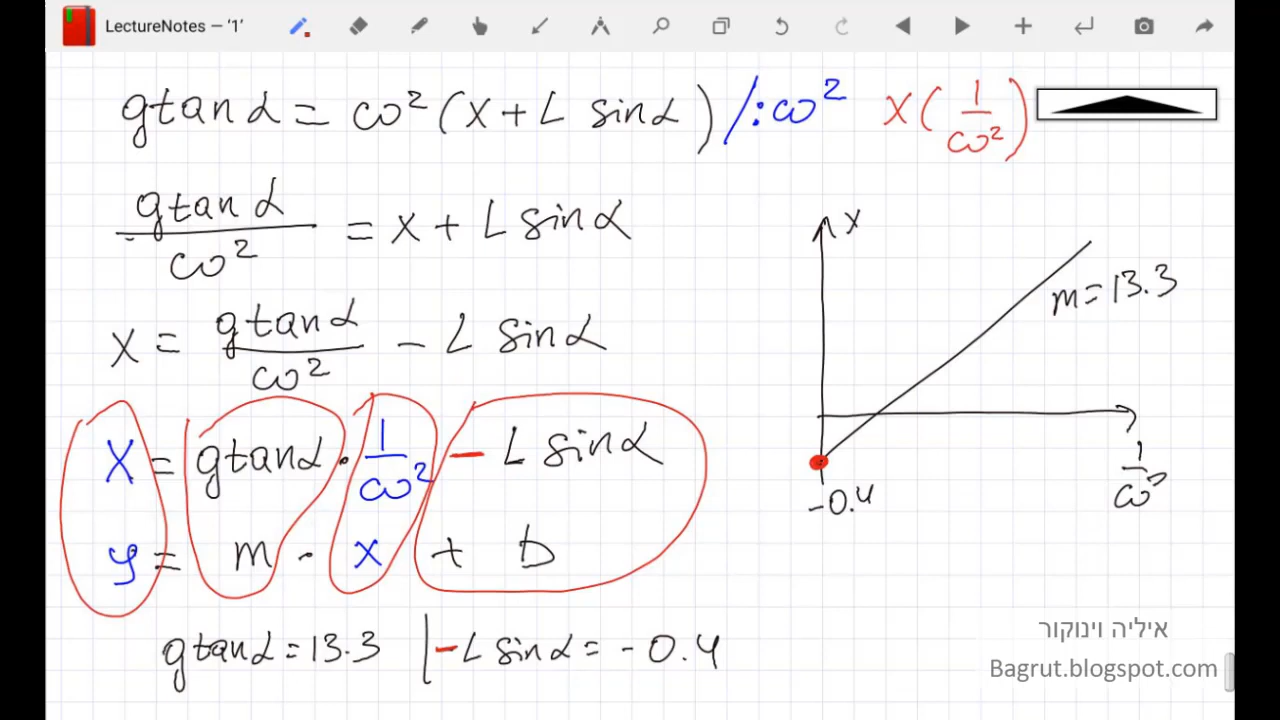 LectureNotes – '1'
gtanα = ω² (x + L sinα) /:ω²
x(1/ω²)
gtanα/ω² = x + L sinα
x = gtanα/ω² - L sinα
x = gtanα · 1/ω² - L sinα
y = m · x + b
gtanα = 13.3 | -L sinα = -0.4
x
m = 13.3
-0.4
1/ω²
איליה וינוקור
Bagrut.blogspot.com